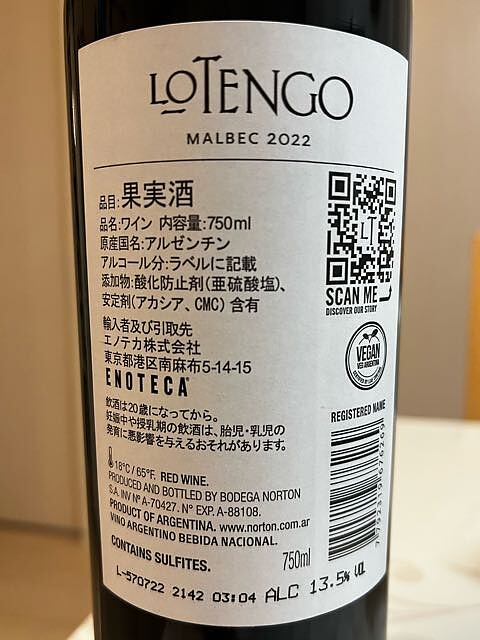 LOTENGO
MALBEC 2022
品目:果実酒
品名:ワイン 内容量:750ml
原産国名:アルゼンチン
アルコール分:ラベルに記載
添加物:酸化防止剤(亜硫酸塩)、
安定剤(アカシア、CMC) 含有
輸入者及び引取先
エノテカ株式会社
東京都港区南麻布5-14-15
ENOTECA
飲酒は20歳になってから。
妊娠中や授乳期の飲酒は、胎児・乳児の
発育に悪影響を与えるおそれがあります。
LT
SCAN ME
DISCOVER OUR STORY
VEGAN
REGISTERED NAME
18°C / 65°F. RED WINE.
PRODUCED AND BOTTLED BY BODEGA NORTON
S.A. INV Nº A-70427. N° EXP. A-88108.
PRODUCT OF ARGENTINA. www.norton.com.ar
VINO ARGENTINO BEBIDA NACIONAL.
CONTAINS SULFITES.
750ml
L-570722 2142 03:04 ALC 13.5% VOL